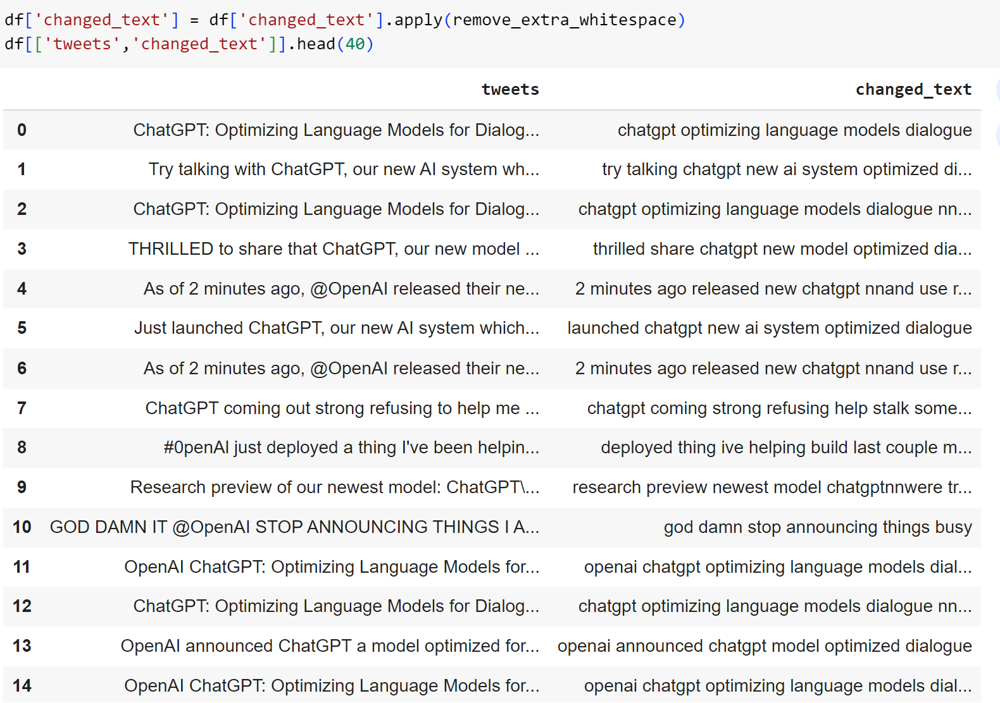 df['changed_text'] = df['changed_text'].apply(remove_extra_whitespace)
df[['tweets','changed_text']].head(40)
tweets changed_text
0 ChatGPT: Optimizing Language Models for Dialog... chatgpt optimizing language models dialogue
1 Try talking with ChatGPT, our new AI system wh... try talking chatgpt new ai system optimized di...
2 ChatGPT: Optimizing Language Models for Dialog... chatgpt optimizing language models dialogue nn...
3 THRILLED to share that ChatGPT, our new model ... thrilled share chatgpt new model optimized dia...
4 As of 2 minutes ago, @OpenAI released their ne... 2 minutes ago released new chatgpt nnand use r...
5 Just launched ChatGPT, our new AI system which... launched chatgpt new ai system optimized dialogue
6 As of 2 minutes ago, @OpenAI released their ne... 2 minutes ago released new chatgpt nnand use r...
7 ChatGPT coming out strong refusing to help me ... chatgpt coming strong refusing help stalk some...
8 #0penAI just deployed a thing I've been helpin... deployed thing ive helping build last couple m...
9 Research preview of our newest model: ChatGPT\... research preview newest model chatgptnnwere tr...
10 GOD DAMN IT @OpenAI STOP ANNOUNCING THINGS I A... god damn stop announcing things busy
11 OpenAI ChatGPT: Optimizing Language Models for... openai chatgpt optimizing language models dial...
12 ChatGPT: Optimizing Language Models for Dialog... chatgpt optimizing language models dialogue nn...
13 OpenAI announced ChatGPT a model optimized for... openai announced chatgpt model optimized dialogue
14 OpenAI ChatGPT: Optimizing Language Models for... openai chatgpt optimizing language models dial...